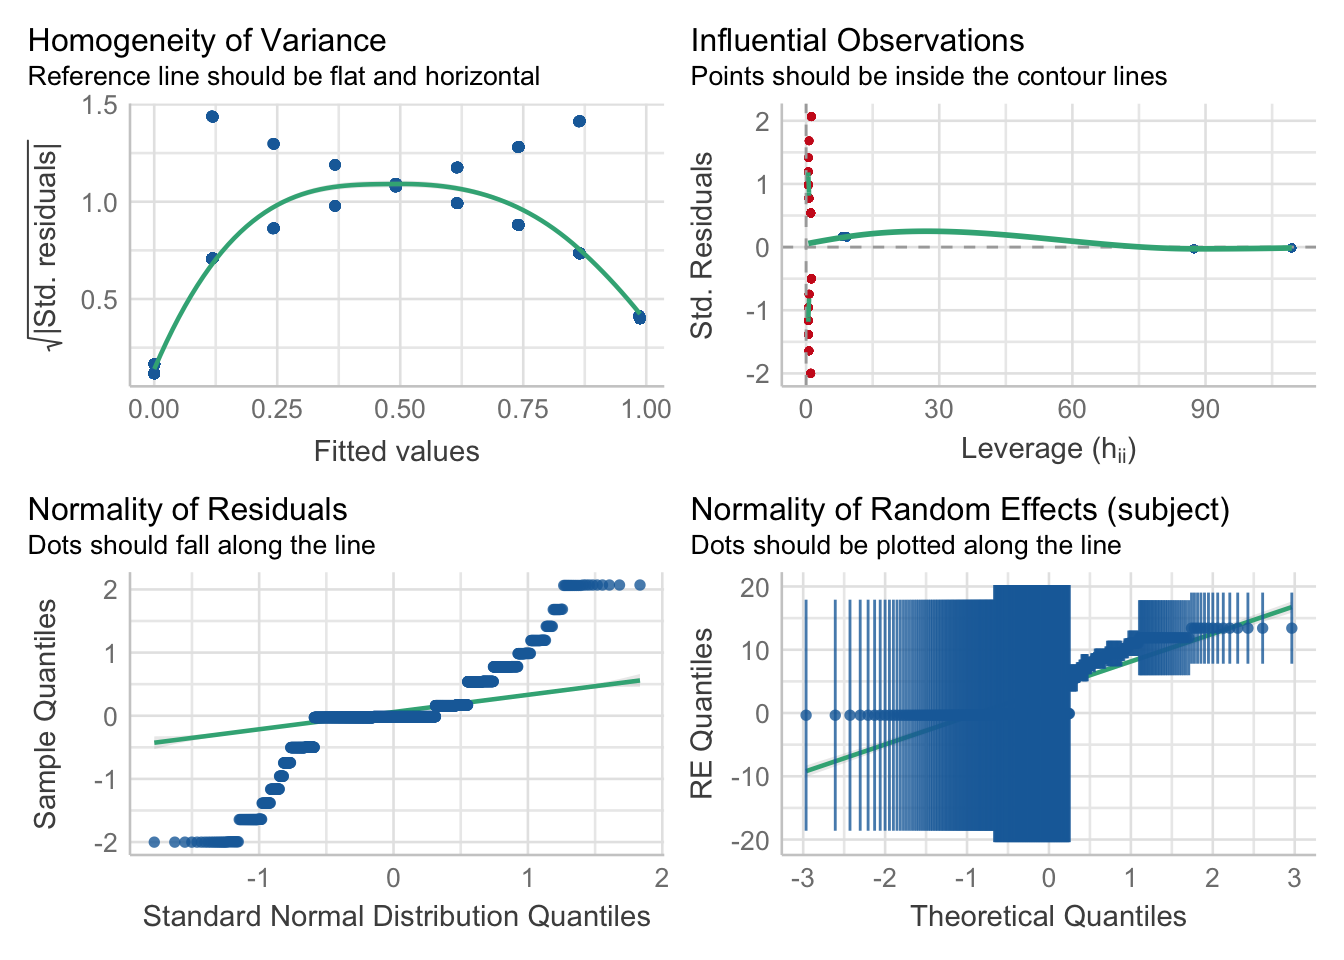 Homogeneity of Variance
Reference line should be flat and horizontal
1.5
1.0
0.5
√|Std. residuals|
0.00 0.25 0.50 0.75 1.00
Fitted values
Influential Observations
Points should be inside the contour lines
2
1
0
-1
-2
Std. Residuals
0 30 60 90
Leverage (hᵢᵢ)
Normality of Residuals
Dots should fall along the line
2
1
0
-1
-2
Sample Quantiles
-1 0 1 2
Standard Normal Distribution Quantiles
Normality of Random Effects (subject)
Dots should be plotted along the line
20
10
0
-10
-20
RE Quantiles
-3 -2 -1 0 1 2 3
Theoretical Quantiles